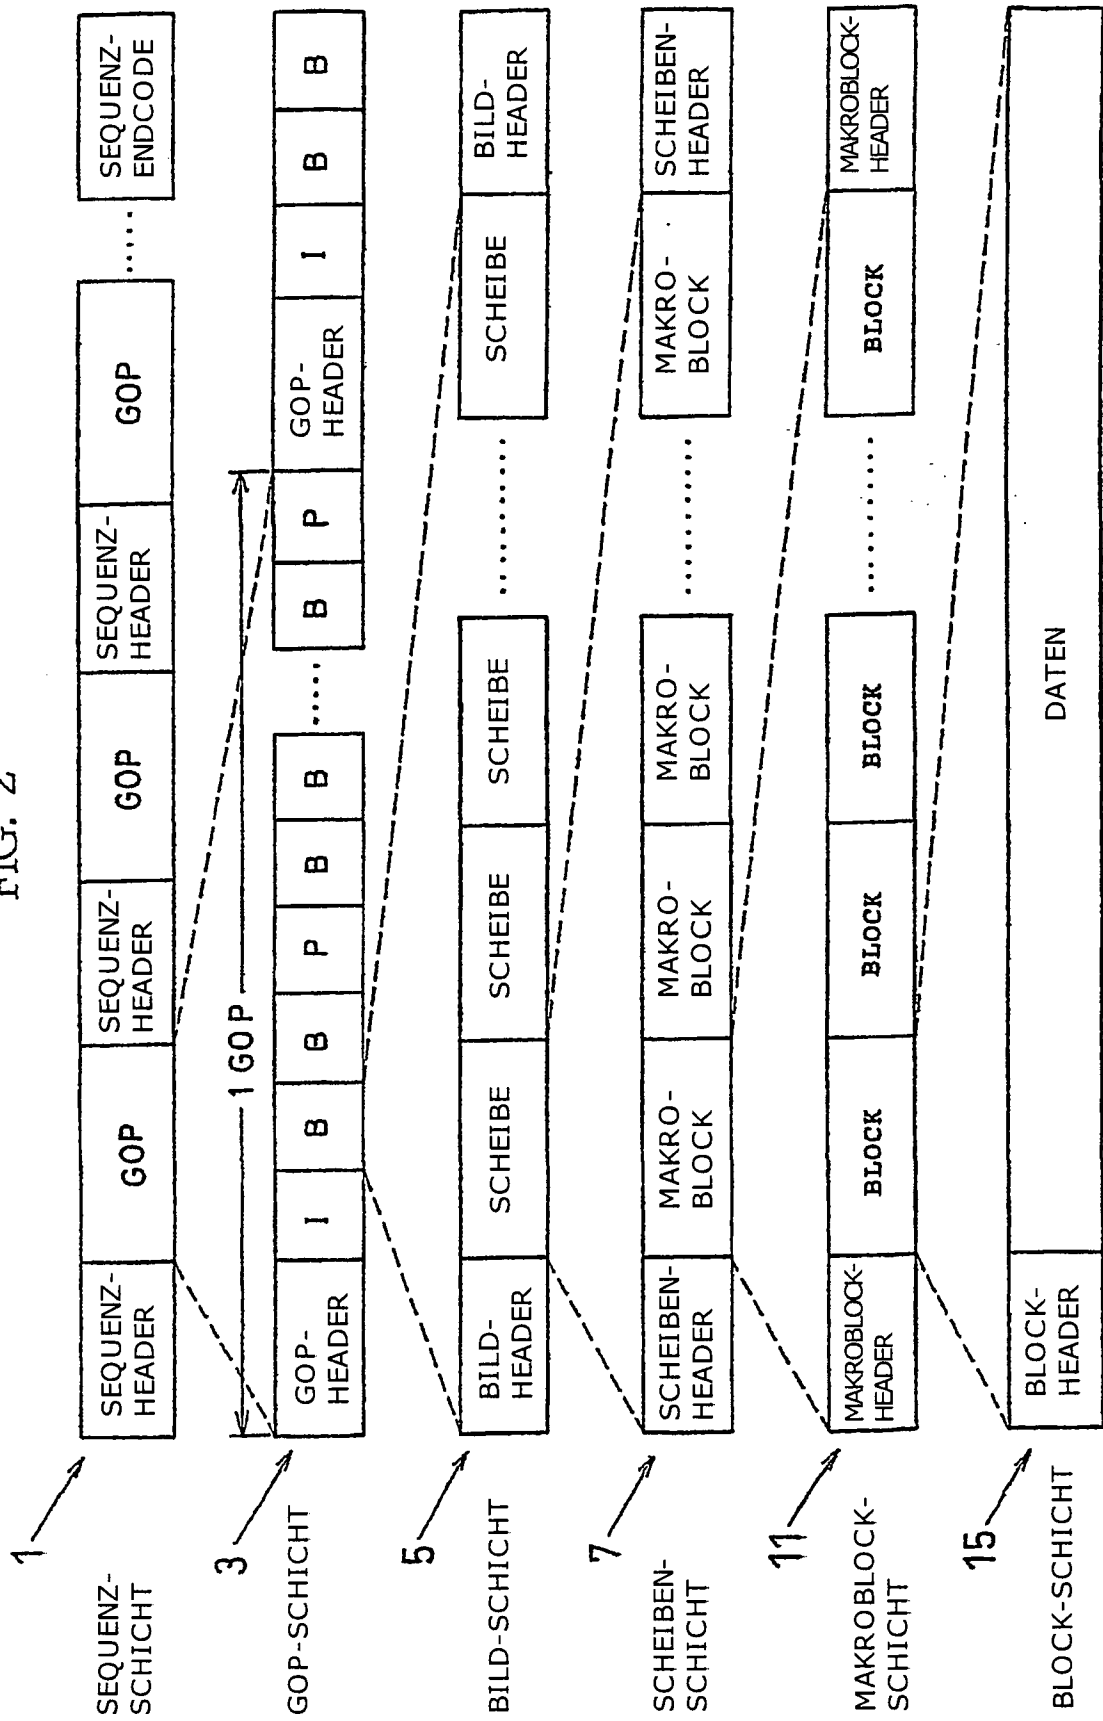 FIG. 2
1
SEQUENZ-
SCHICHT
SEQUENZ-
HEADER
GOP
SEQUENZ-
HEADER
GOP
SEQUENZ-
HEADER
GOP
.....
SEQUENZ-
ENDCODE
1GOP
3
GOP-SCHICHT
GOP-
HEADER
I
B
B
P
B
B
.....
B
P
GOP-
HEADER
I
B
B
5
BILD-SCHICHT
BILD-
HEADER
SCHEIBE
SCHEIBE
SCHEIBE
..........
SCHEIBE
BILD-
HEADER
7
SCHEIBEN-
SCHICHT
SCHEIBEN-
HEADER
MAKRO-
BLOCK
MAKRO-
BLOCK
MAKRO-
BLOCK
..........
MAKRO-
BLOCK
SCHEIBEN-
HEADER
11
MAKROBLOCK-
SCHICHT
MAKROBLOCK-
HEADER
BLOCK
BLOCK
BLOCK
..........
BLOCK
MAKROBLOCK-
HEADER
15
BLOCK-SCHICHT
BLOCK-
HEADER
DATEN